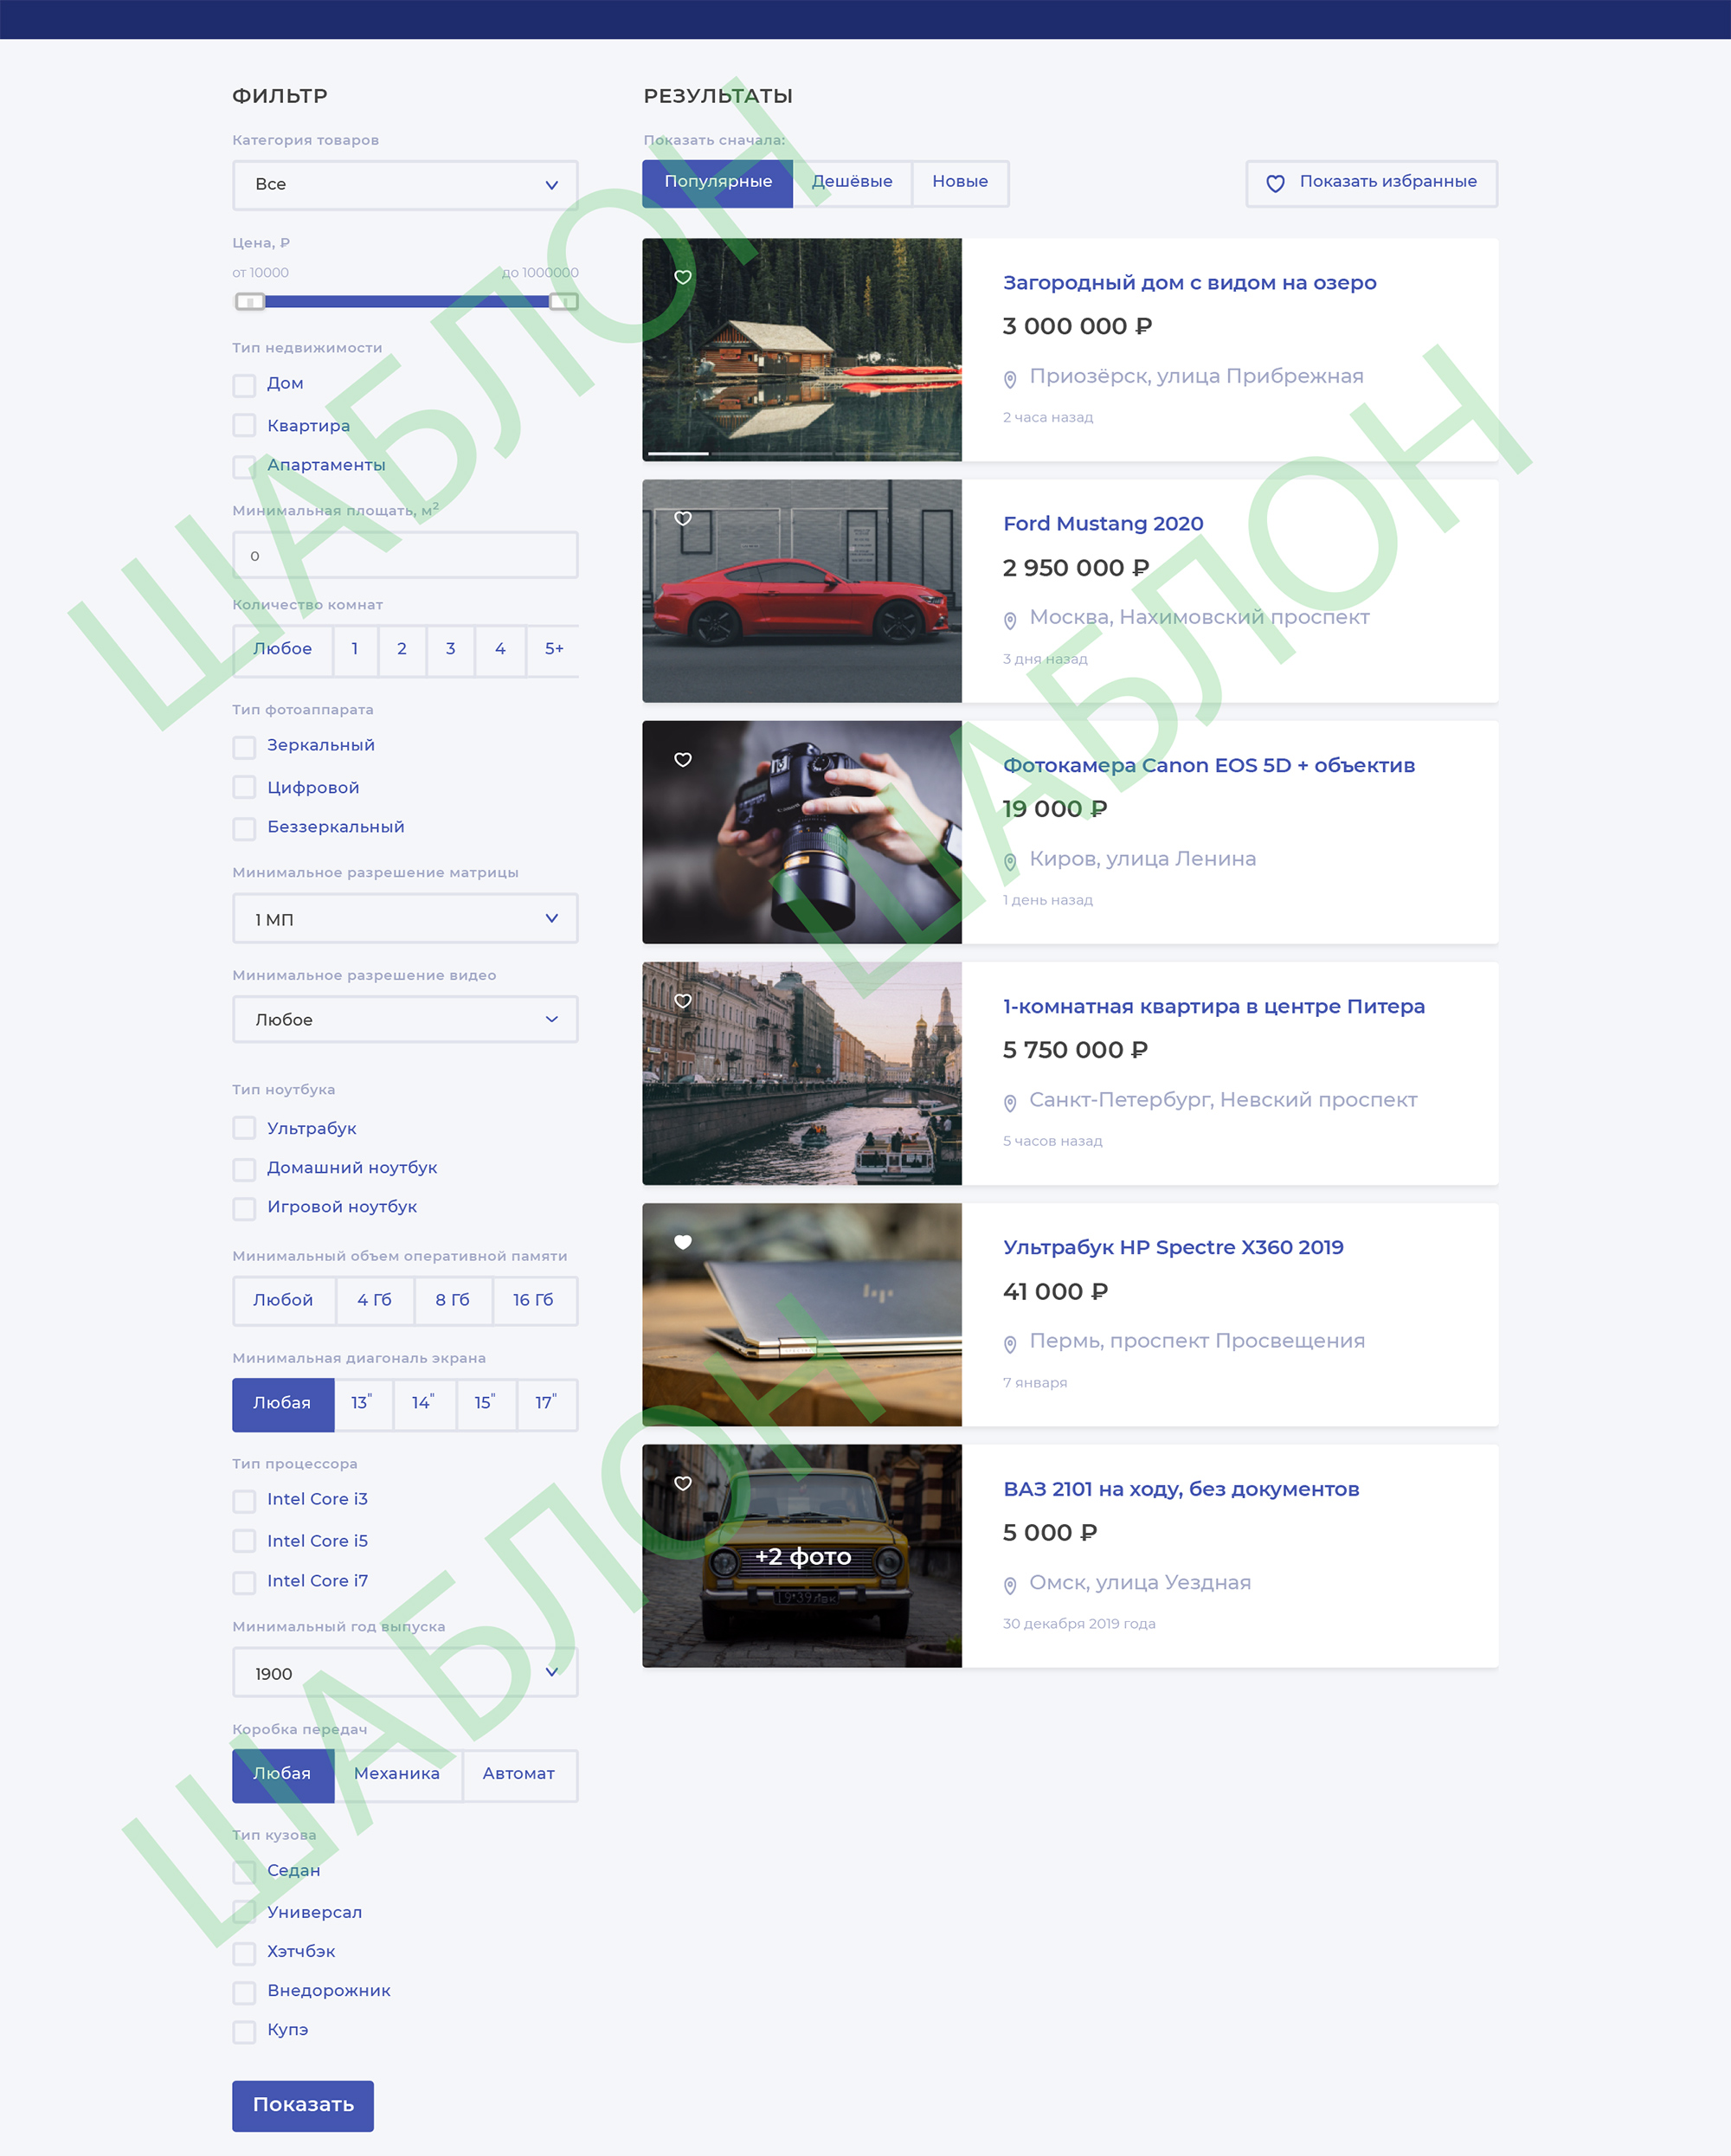 ФИЛЬТР
Категория товаров
Все
Цена, ₽
от 10000
до 1000000
Тип недвижимости
Дом
Квартира
Апартаменты
Минимальная площать, м²
0
Количество комнат
Любое 1 2 3 4 5+
Тип фотоаппарата
Зеркальный
Цифровой
Беззеркальный
Минимальное разрешение матрицы
1 МП
Минимальное разрешение видео
Любое
Тип ноутбука
Ультрабук
Домашний ноутбук
Игровой ноутбук
Минимальный объем оперативной памяти
Любой 4 Гб 8 Гб 16 Гб
Минимальная диагональ экрана
Любая 13" 14" 15" 17"
Тип процессора
Intel Core i3
Intel Core i5
Intel Core i7
Минимальный год выпуска
1900
Коробка передач
Любая Механика Автомат
Тип кузова
Седан
Универсал
Хэтчбэк
Внедорожник
Купэ
Показать
РЕЗУЛЬТАТЫ
Показать сначала:
Популярные Дешёвые Новые
Показать избранные
Загородный дом с видом на озеро
3 000 000 ₽
Приозёрск, улица Прибрежная
2 часа назад
Ford Mustang 2020
2 950 000 ₽
Москва, Нахимовский проспект
3 дня назад
Фотокамера Canon EOS 5D + объектив
19 000 ₽
Киров, улица Ленина
1 день назад
1-комнатная квартира в центре Питера
5 750 000 ₽
Санкт-Петербург, Невский проспект
5 часов назад
hp
Ультрабук HP Spectre X360 2019
41 000 ₽
Пермь, проспект Просвещения
7 января
+2 фото
ВАЗ 2101 на ходу, без документов
5 000 ₽
Омск, улица Уездная
30 декабря 2019 года
ШАБЛОН
ШАБЛОН
ШАБЛОН